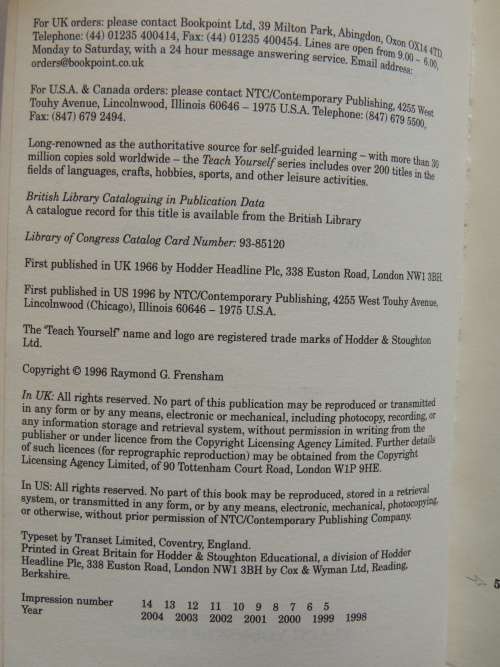 For UK orders: please contact Bookpoint Ltd, 39 Milton Park, Abingdon, Oxon OX14 4TD
Telephone: (44) 01235 400414, Fax: (44) 01235 400454. Lines are open from 9.00 – 6.00,
Monday to Saturday, with a 24 hour message answering service. Email address:
orders@bookpoint.co.uk
For U.S.A. & Canada orders: please contact NTC/Contemporary Publishing, 4255 West
Touhy Avenue, Lincolnwood, Illinois 60646 – 1975 U.S.A. Telephone: (847) 679 5500,
Fax: (847) 679 2494.
Long-renowned as the authoritative source for self-guided learning – with more than 30
million copies sold worldwide – the Teach Yourself series includes over 200 titles in the
fields of languages, crafts, hobbies, sports, and other leisure activities.
British Library Cataloguing in Publication Data
A catalogue record for this title is available from the British Library
Library of Congress Catalog Card Number: 93-85120
First published in UK 1966 by Hodder Headline Plc, 338 Euston Road, London NW1 3BH.
First published in US 1996 by NTC/Contemporary Publishing, 4255 West Touhy Avenue,
Lincolnwood (Chicago), Illinois 60646 – 1975 U.S.A.
The 'Teach Yourself' name and logo are registered trade marks of Hodder & Stoughton
Ltd.
Copyright © 1996 Raymond G. Frensham
In UK: All rights reserved. No part of this publication may be reproduced or transmitted
in any form or by any means, electronic or mechanical, including photocopy, recording, or
any information storage and retrieval system, without permission in writing from the
publisher or under licence from the Copyright Licensing Agency Limited. Further details
of such licences (for reprographic reproduction) may be obtained from the Copyright
Licensing Agency Limited, of 90 Tottenham Court Road, London W1P 9HE.
In US: All rights reserved. No part of this book may be reproduced, stored in a retrieval
system, or transmitted in any form, or by any means, electronic, mechanical, photocopying,
or otherwise, without prior permission of NTC/Contemporary Publishing Company.
Typeset by Transet Limited, Coventry, England.
Printed in Great Britain for Hodder & Stoughton Educational, a division of Hodder
Headline Plc, 338 Euston Road, London NW1 3BH by Cox & Wyman Ltd, Reading,
Berkshire.
Impression number 14 13 12 11 10 9 8 7 6 5
Year 2004 2003 2002 2001 2000 1999 1998
5